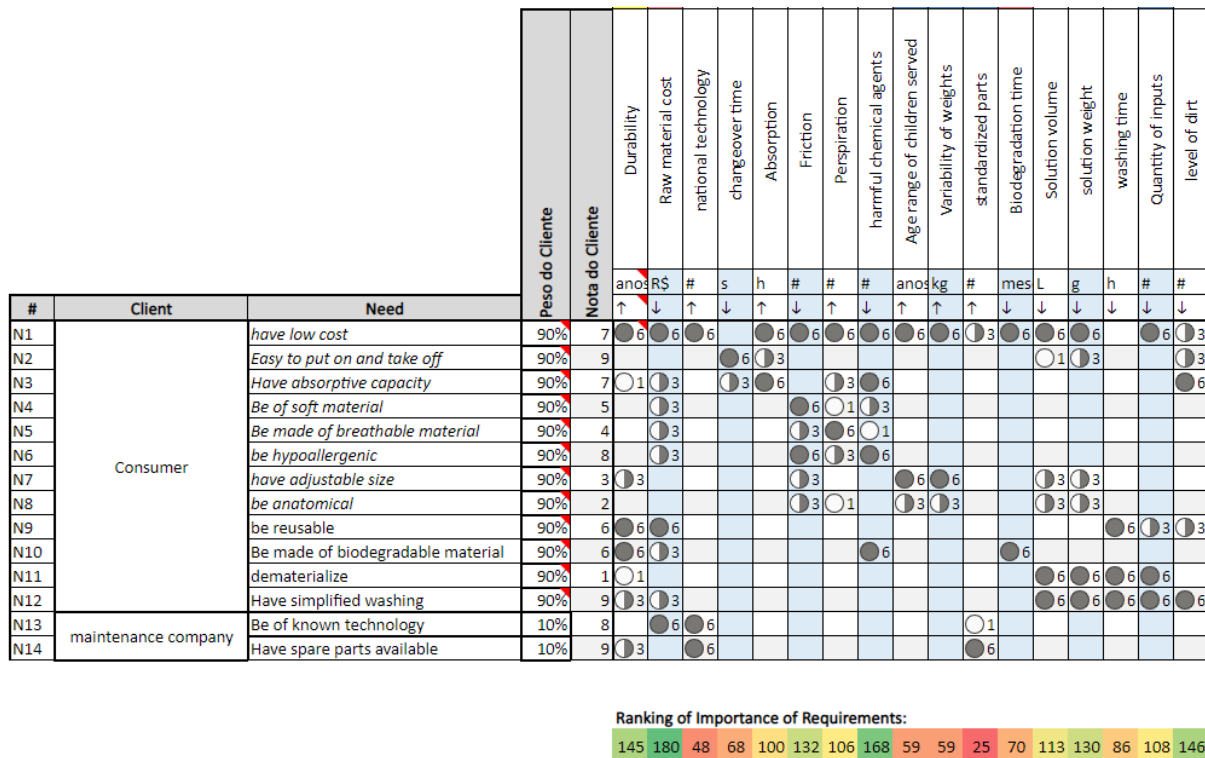 Peso do Cliente
Nota do Cliente
Durability
Raw material cost
national technology
changeover time
Absorption
Friction
Perspiration
harmful chemical agents
Age range of children served
Variability of weights
standardized parts
Biodegradation time
Solution volume
solution weight
washing time
Quantity of inputs
level of dirt
anos R$ # s h # # # anos kg # mes L g h # #
# Client Need ↑ ↓ ↑ ↓ ↑ ↓ ↑ ↓ ↑ ↑ ↑ ↓ ↓ ↓ ↓ ↓ ↓
N1 have low cost 90% 7 6 6 6 6 6 6 6 6 6 3 6 6 6 6 3
N2 Easy to put on and take off 90% 9 6 3 1 3 3
N3 Have absorptive capacity 90% 7 1 3 3 6 3 6 6
N4 Be of soft material 90% 5 3 6 1 3
N5 Be made of breathable material 90% 4 3 3 6 1
N6 be hypoallergenic 90% 8 3 6 3 6
Consumer
N7 have adjustable size 90% 3 3 3 6 6 3 3
N8 be anatomical 90% 2 3 1 3 3 3 3
N9 be reusable 90% 6 6 6 6 3 3
N10 Be made of biodegradable material 90% 6 6 3 6 6
N11 dematerialize 90% 1 1 6 6 6 6
N12 Have simplified washing 90% 9 3 3 6 6 6 6 6
N13 Be of known technology 10% 8 6 6 1
maintenance company
N14 Have spare parts available 10% 9 3 6 6
Ranking of Importance of Requirements:
145 180 48 68 100 132 106 168 59 59 25 70 113 130 86 108 146